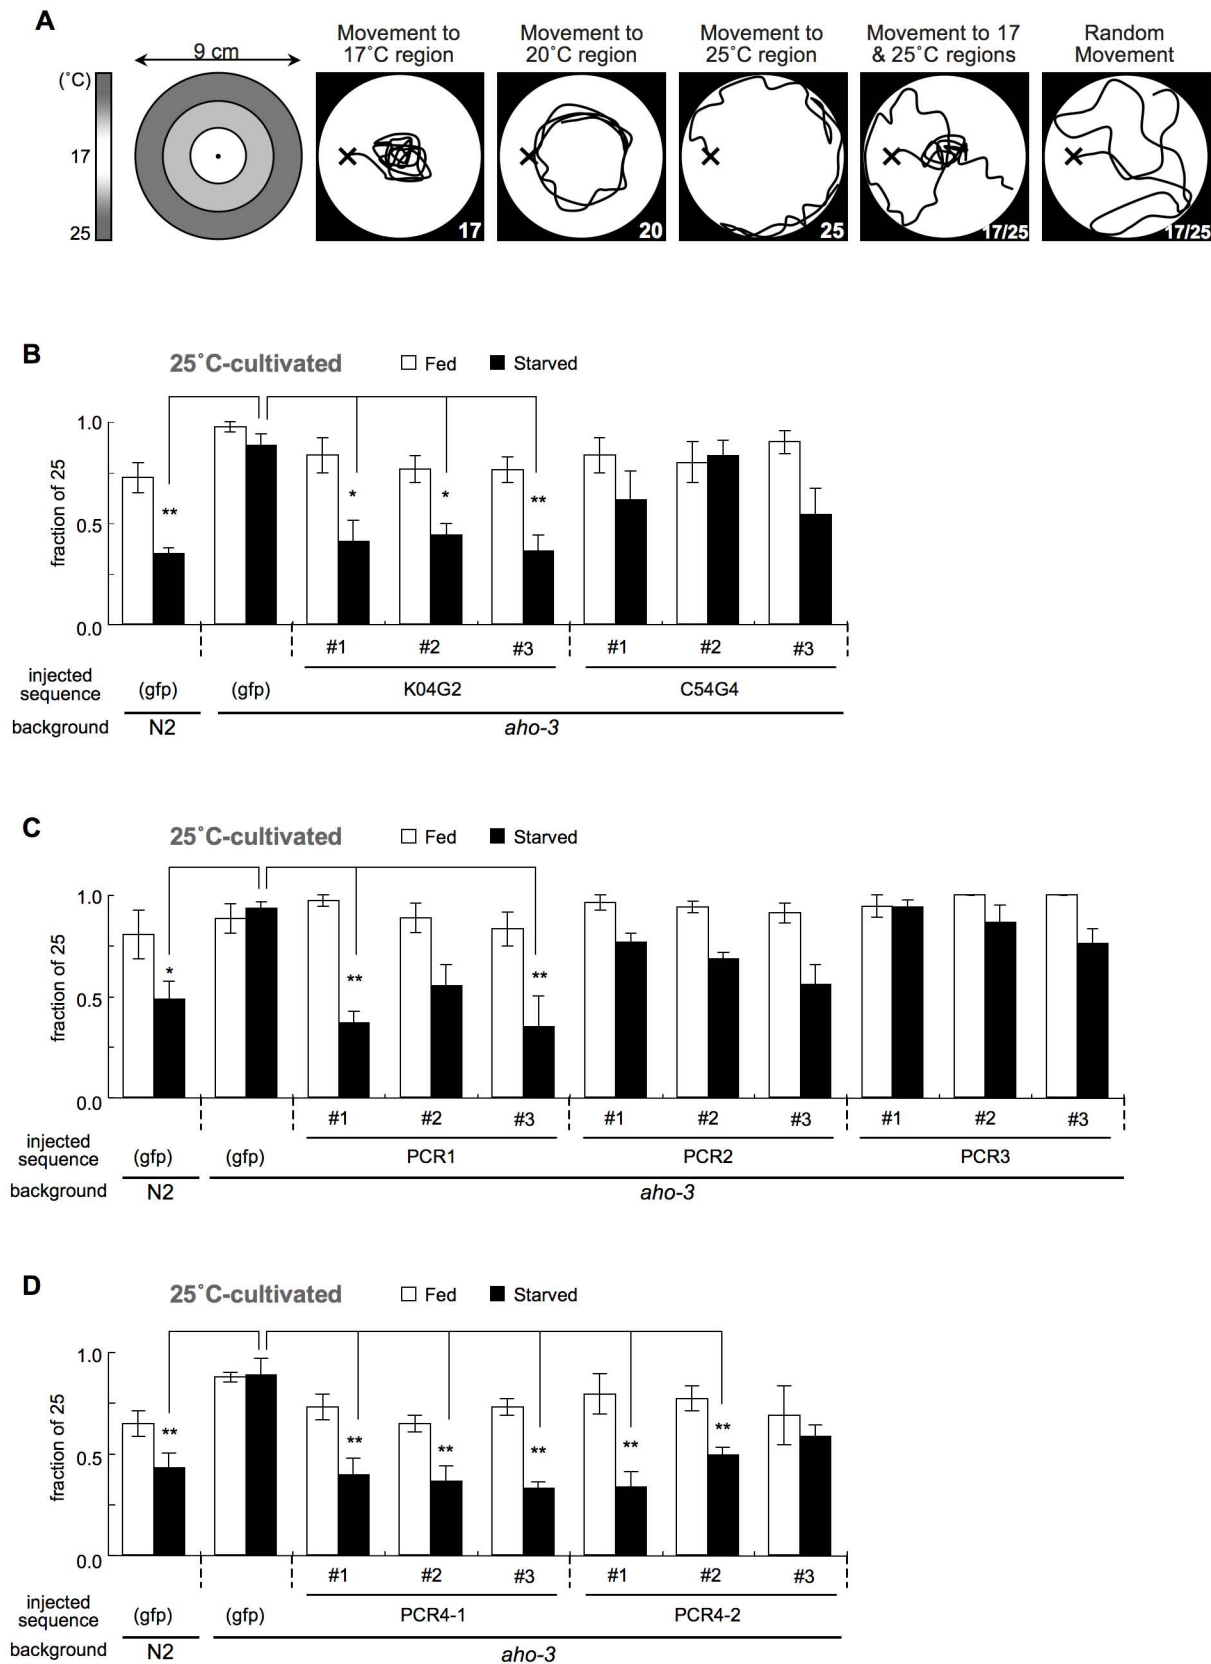 A
9 cm
Movement to
17˚C region
Movement to
20˚C region
Movement to
25˚C region
Movement to 17
& 25˚C regions
Random
Movement
(˚C)
17
25
17
20
25
17/25
17/25
B
25˚C-cultivated
Fed
Starved
fraction of 25
1.0
0.5
0.0
**
*
*
**
#1
#2
#3
#1
#2
#3
injected
sequence
(gfp)
(gfp)
K04G2
C54G4
background
N2
aho-3
C
25˚C-cultivated
Fed
Starved
fraction of 25
1.0
0.5
0.0
*
**
**
#1
#2
#3
#1
#2
#3
#1
#2
#3
injected
sequence
(gfp)
(gfp)
PCR1
PCR2
PCR3
background
N2
aho-3
D
25˚C-cultivated
Fed
Starved
fraction of 25
1.0
0.5
0.0
**
**
**
**
**
**
#1
#2
#3
#1
#2
#3
injected
sequence
(gfp)
(gfp)
PCR4-1
PCR4-2
background
N2
aho-3